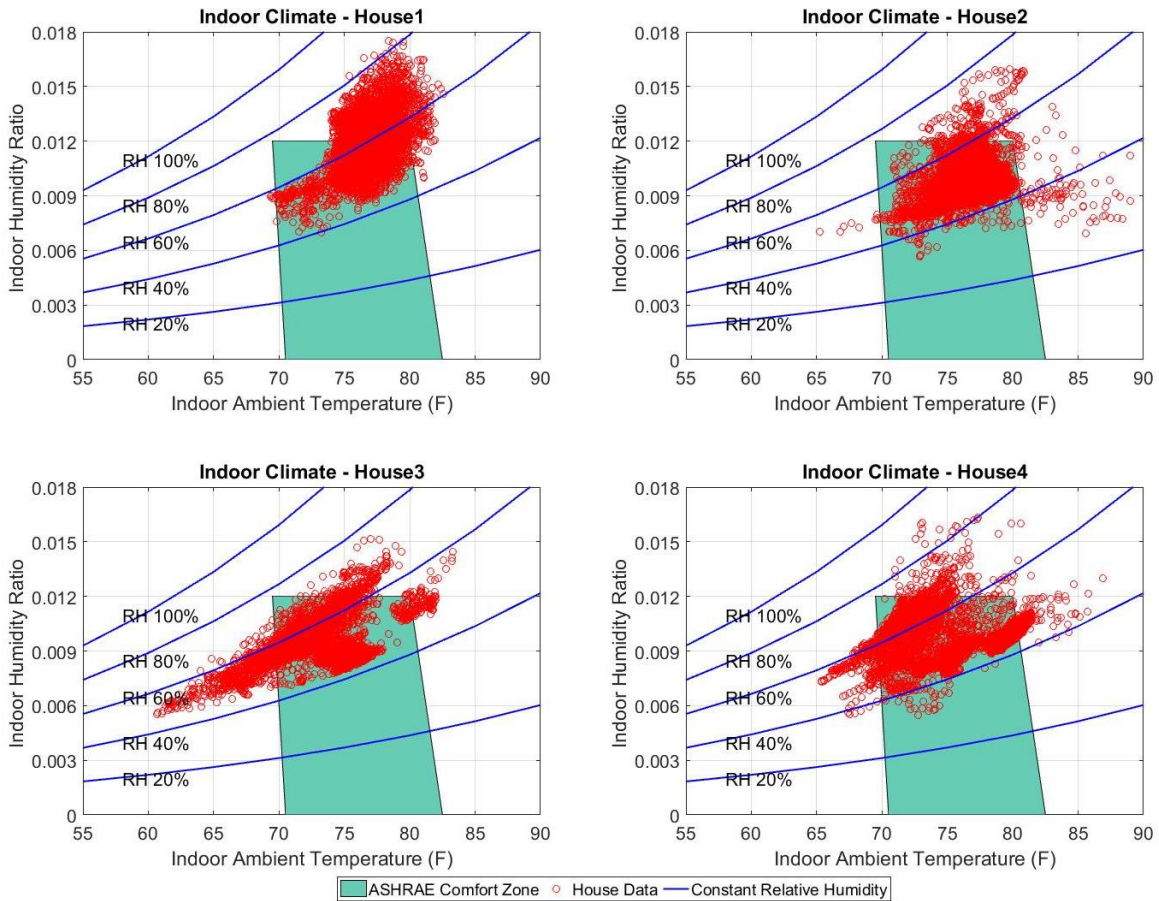 Indoor Climate - House1
Indoor Humidity Ratio
0.018
0.015
0.012
0.009
0.006
0.003
0
RH 100%
RH 80%
RH 60%
RH 40%
RH 20%
55 60 65 70 75 80 85 90
Indoor Ambient Temperature (F)
Indoor Climate - House2
Indoor Humidity Ratio
0.018
0.015
0.012
0.009
0.006
0.003
0
RH 100%
RH 80%
RH 60%
RH 40%
RH 20%
55 60 65 70 75 80 85 90
Indoor Ambient Temperature (F)
Indoor Climate - House3
Indoor Humidity Ratio
0.018
0.015
0.012
0.009
0.006
0.003
0
RH 100%
RH 80%
RH 60%
RH 40%
RH 20%
55 60 65 70 75 80 85 90
Indoor Ambient Temperature (F)
Indoor Climate - House4
Indoor Humidity Ratio
0.018
0.015
0.012
0.009
0.006
0.003
0
RH 100%
RH 80%
RH 60%
RH 40%
RH 20%
55 60 65 70 75 80 85 90
Indoor Ambient Temperature (F)
ASHRAE Comfort Zone House Data Constant Relative Humidity